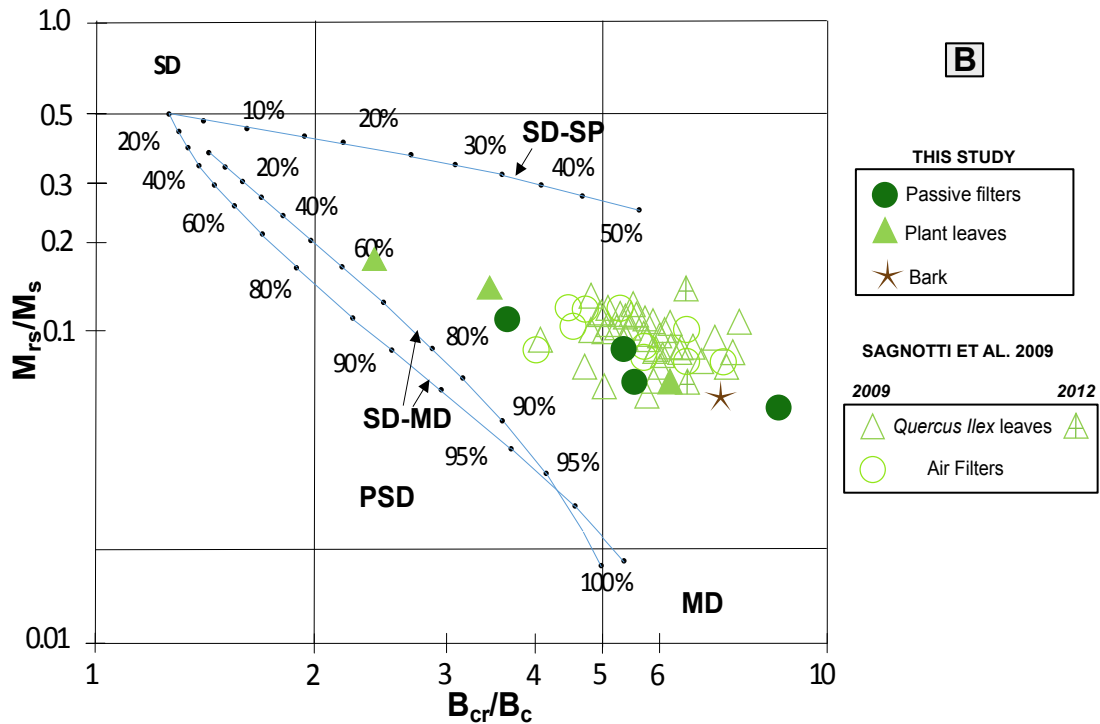 B
1.0
SD
0.5
10%
20%
SD-SP
20%
30%
20%
40%
0.3
40%
40%
60%
50%
0.2
60%
80%
Mrs/Ms
0.1
80%
90%
SD-MD
90%
95%
95%
PSD
100%
MD
0.01
1
2
3
4
5
6
10
Bcr/Bc
THIS STUDY
Passive filters
Plant leaves
Bark
SAGNOTTI ET AL. 2009
2009 2012
Quercus Ilex leaves
Air Filters